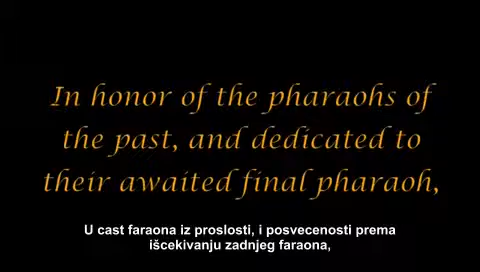 In honor of the pharaohs of
the past, and dedicated to
their awaited final pharaoh,
U cast faraona iz proslosti, i posvecenosti prema
išcekivanju zadnjeg faraona,